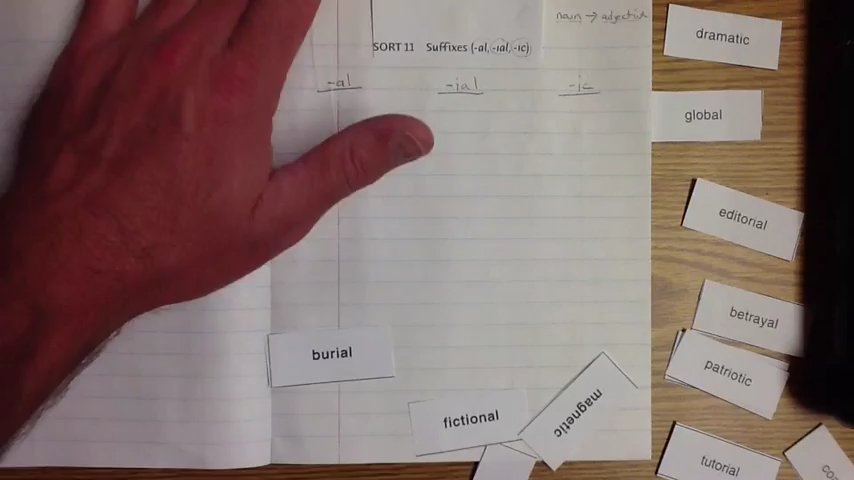 noun → adjective
SORT 11 Suffixes (-al, -ial, -ic)
-al
-ial
-ic
dramatic
global
editorial
betrayal
burial
patriotic
magnetic
fictional
tutorial